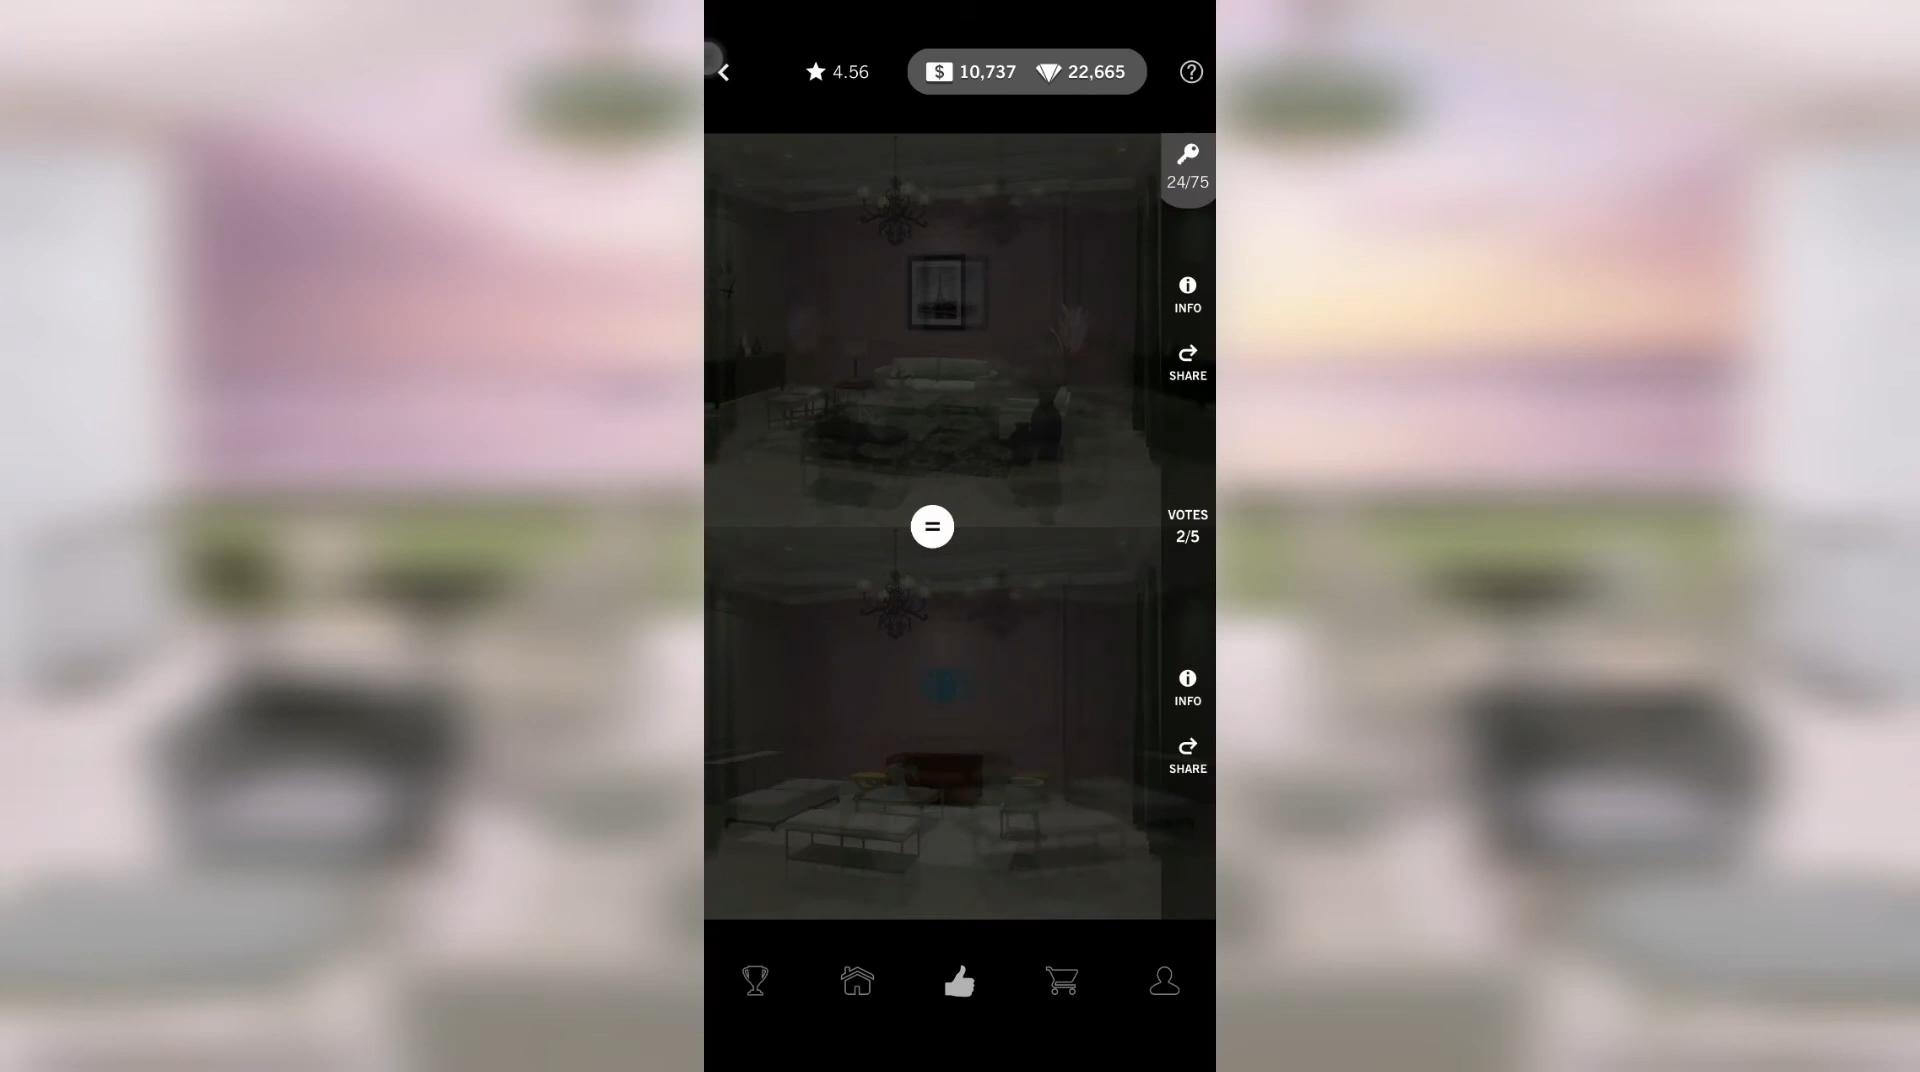 4.56
$ 10,737 22,665
?
24/75
INFO
SHARE
=
VOTES
2/5
INFO
SHARE